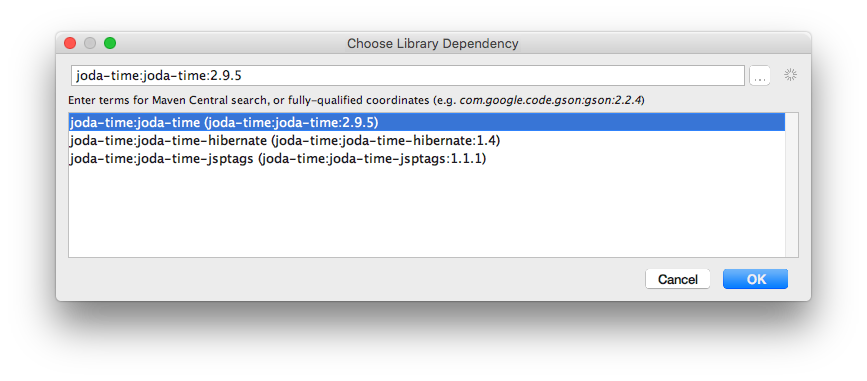 Choose Library Dependency
joda-time:joda-time:2.9.5
...
Enter terms for Maven Central search, or fully-qualified coordinates (e.g. com.google.code.gson:gson:2.2.4)
joda-time:joda-time (joda-time:joda-time:2.9.5)
joda-time:joda-time-hibernate (joda-time:joda-time-hibernate:1.4)
joda-time:joda-time-jsptags (joda-time:joda-time-jsptags:1.1.1)
Cancel OK